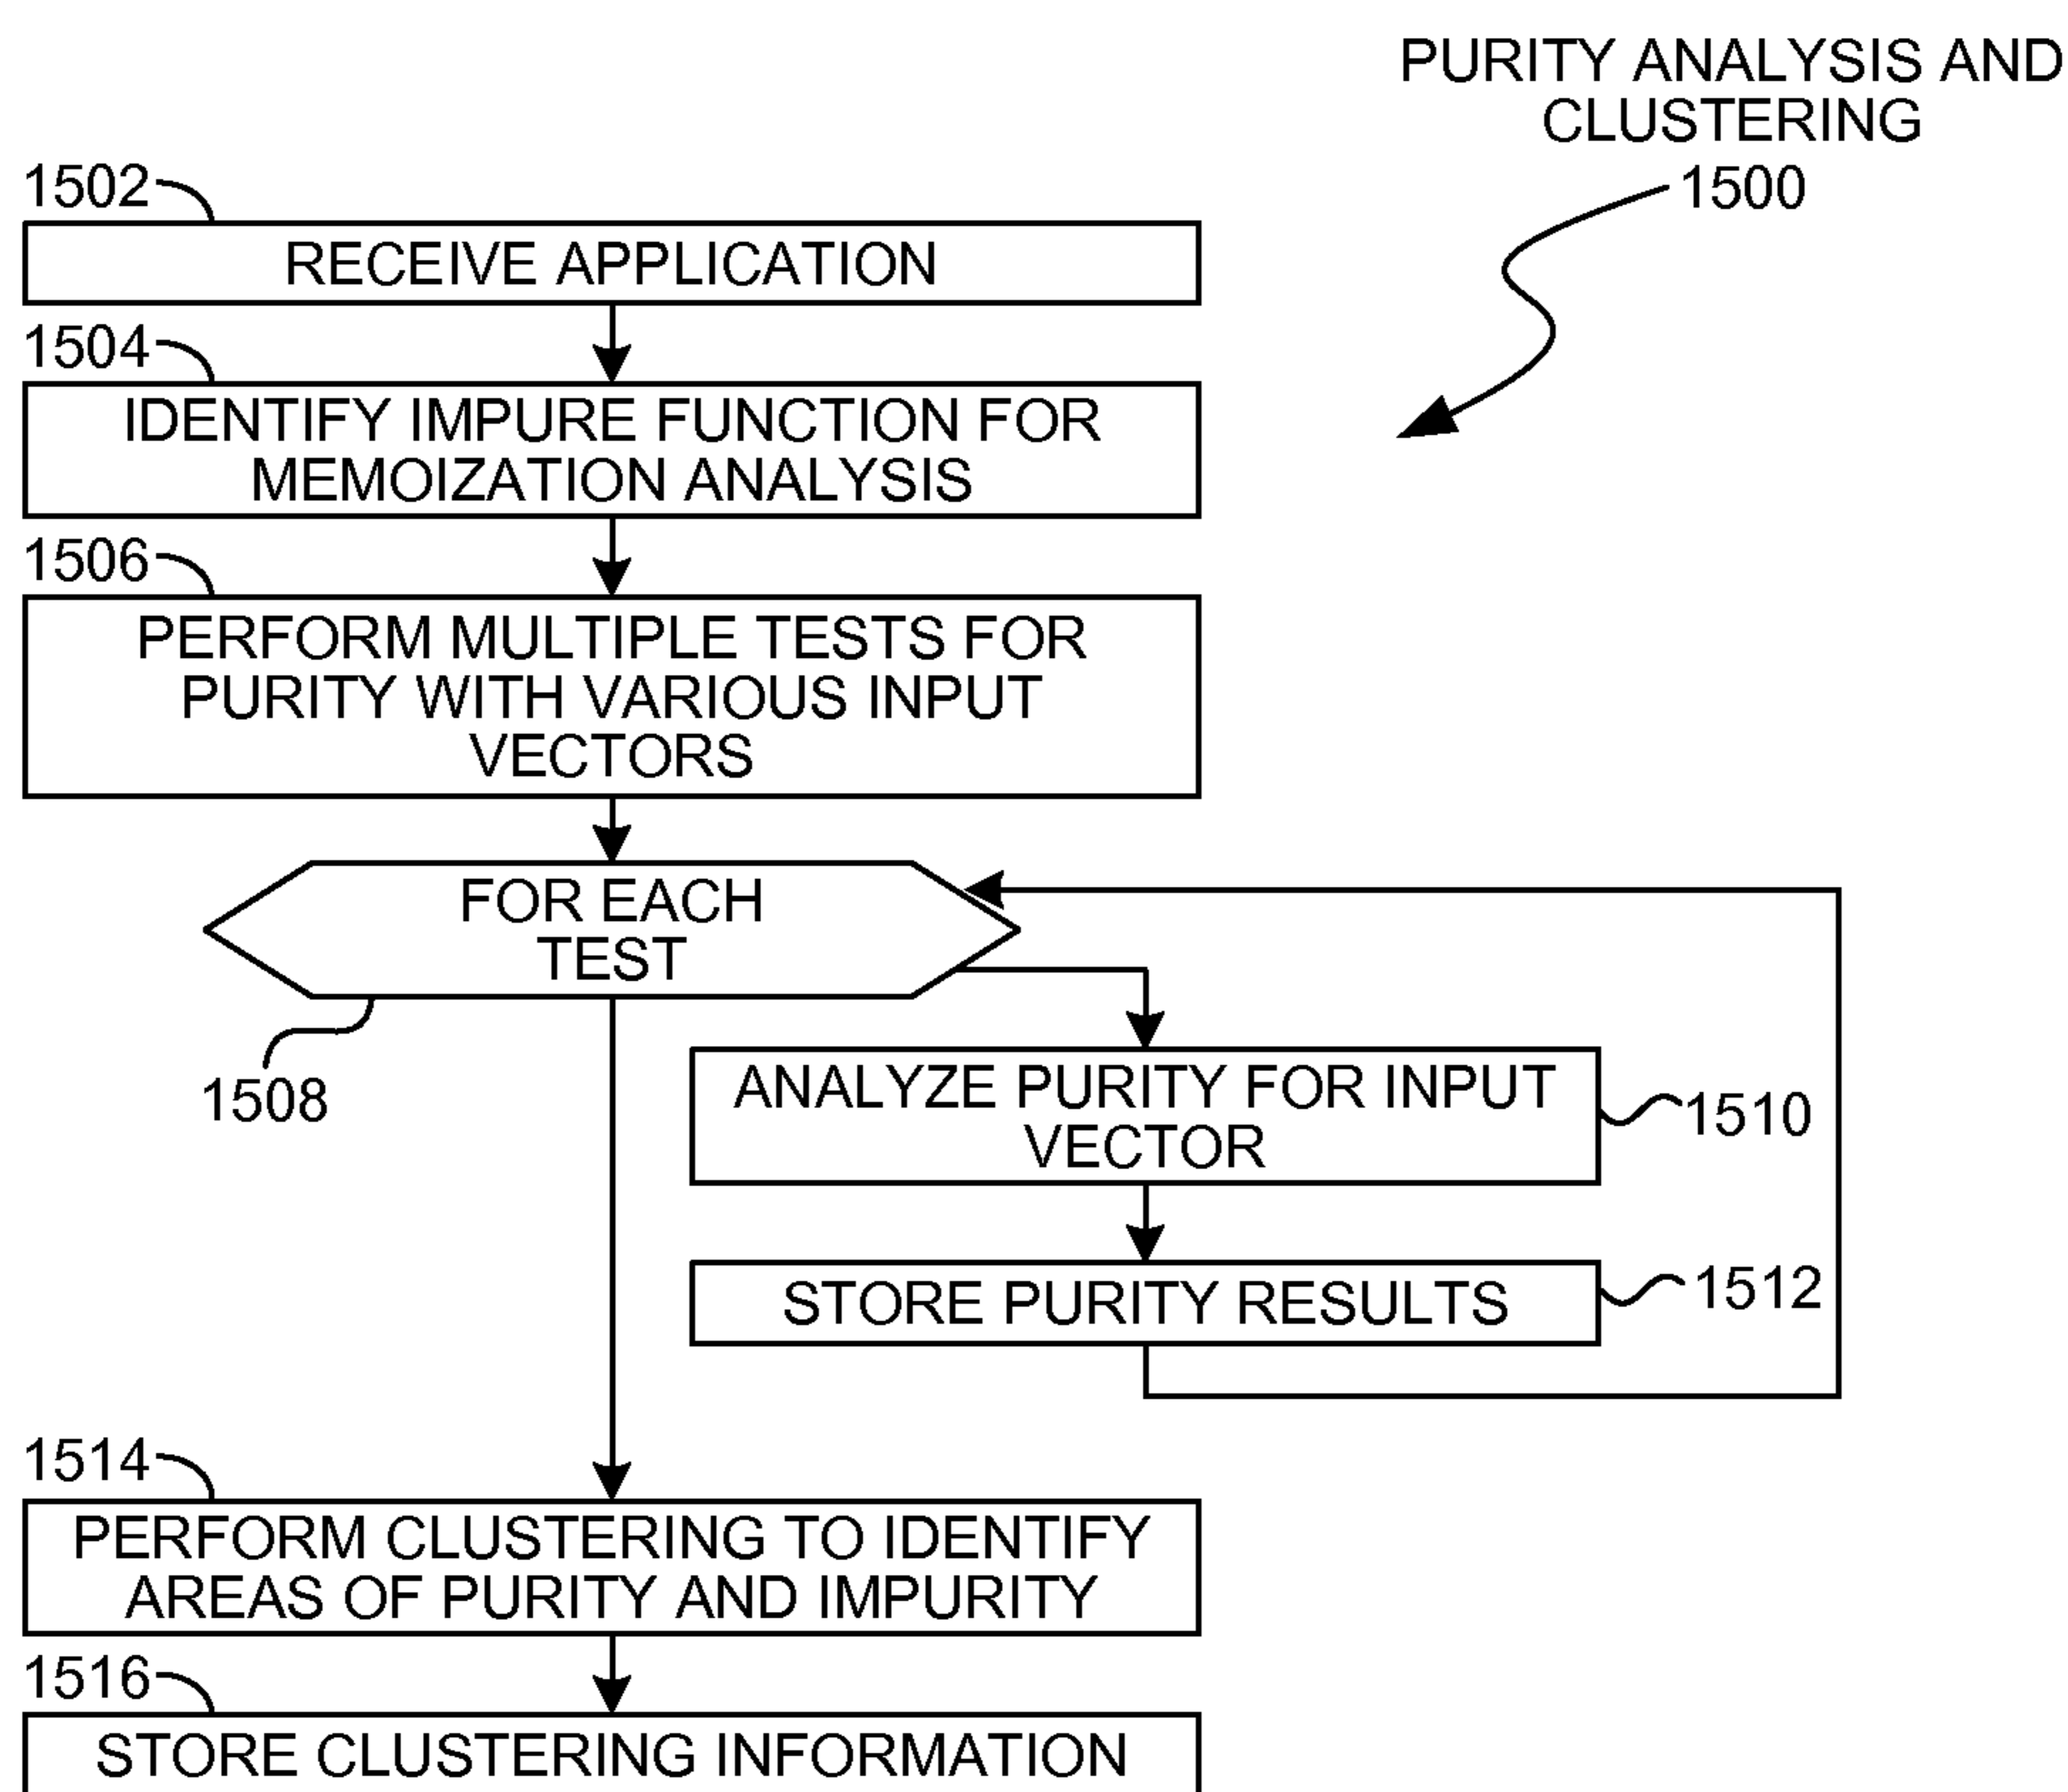 PURITY ANALYSIS AND
CLUSTERING
1500
1502
RECEIVE APPLICATION
1504
IDENTIFY IMPURE FUNCTION FOR
MEMOIZATION ANALYSIS
1506
PERFORM MULTIPLE TESTS FOR
PURITY WITH VARIOUS INPUT
VECTORS
FOR EACH
TEST
1508
ANALYZE PURITY FOR INPUT
VECTOR
1510
STORE PURITY RESULTS
1512
1514
PERFORM CLUSTERING TO IDENTIFY
AREAS OF PURITY AND IMPURITY
1516
STORE CLUSTERING INFORMATION